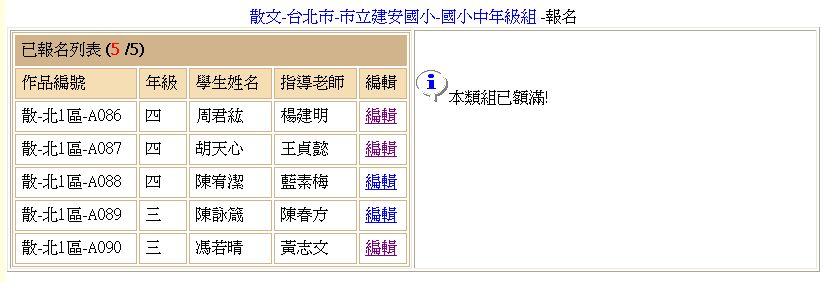 散文-台北市-市立建安國小-國小中年級組 -報名
已報名列表 (5 /5)
作品編號 年級 學生姓名 指導老師 編輯
散-北1區-A086 四 周君紘 楊建明 編輯
散-北1區-A087 四 胡天心 王貞懿 編輯
散-北1區-A088 四 陳宥潔 藍素梅 編輯
散-北1區-A089 三 陳詠箴 陳春方 編輯
散-北1區-A090 三 馮若晴 黃志文 編輯
本類組已額滿!